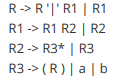 R -> R '|' R1 | R1
R1 -> R1 R2 | R2
R2 -> R3* | R3
R3 -> ( R ) | a | b